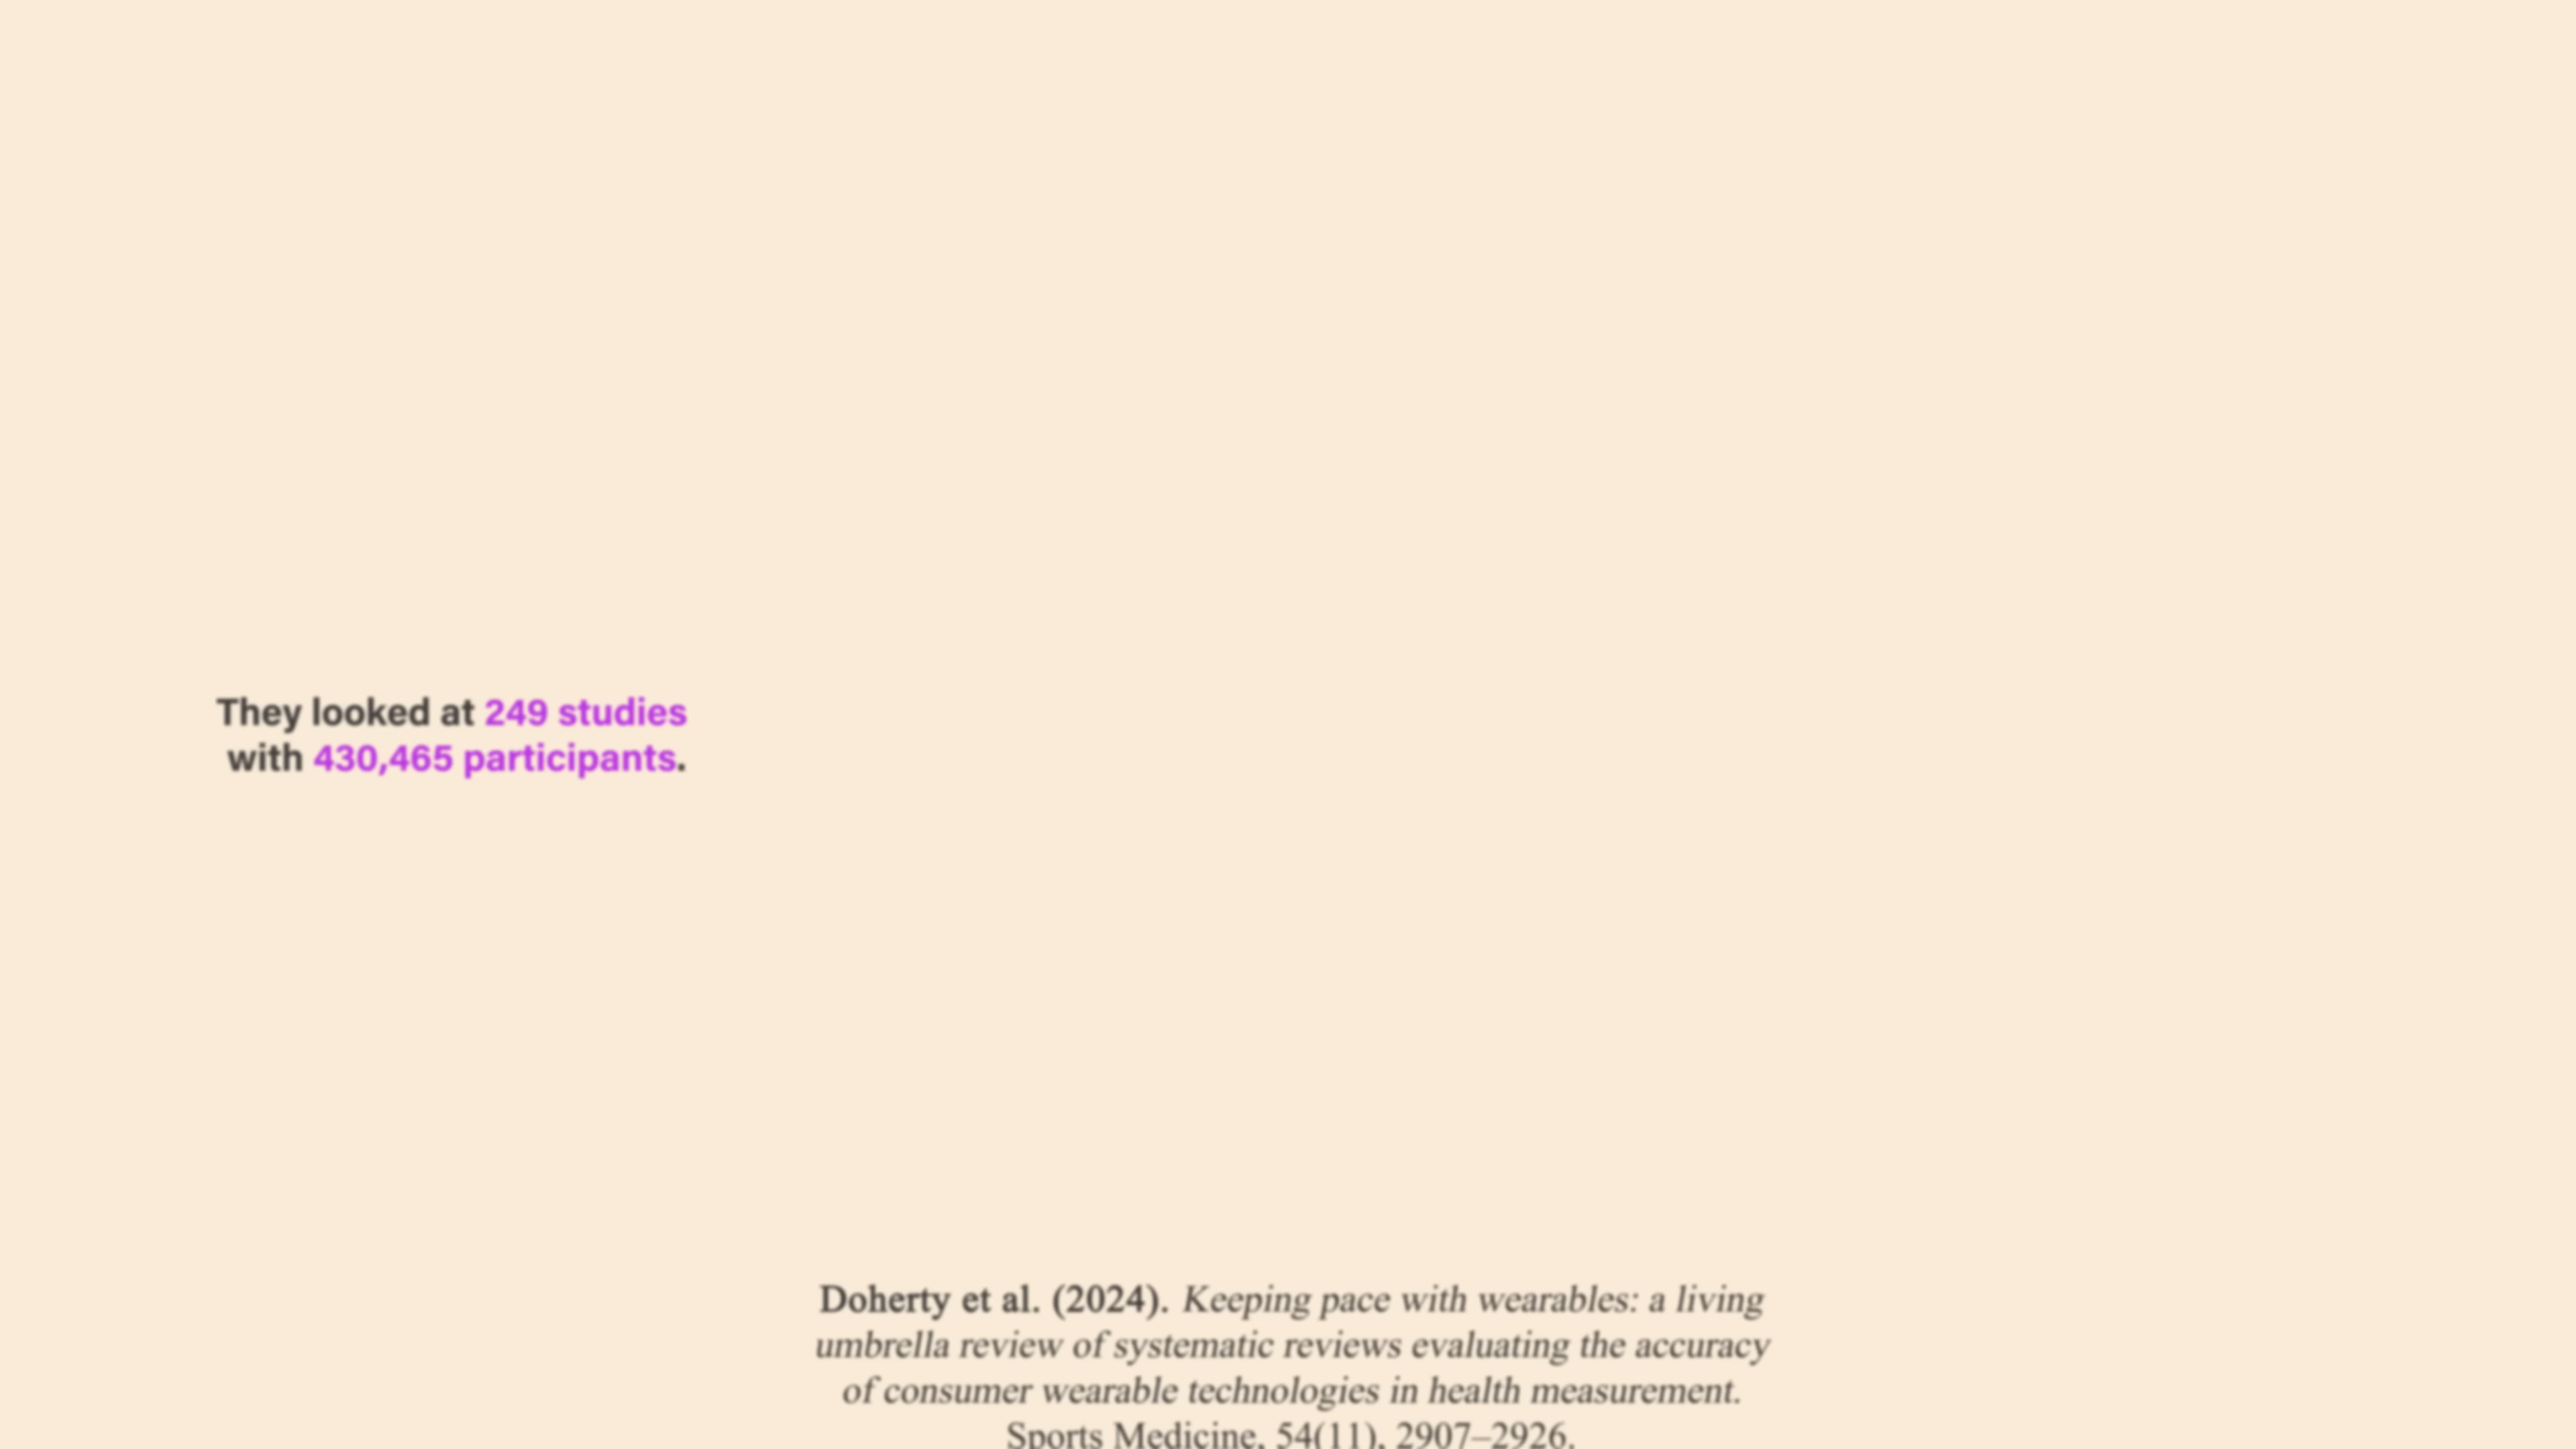 They looked at 249 studies
with 430,465 participants.
Doherty et al. (2024). Keeping pace with wearables: a living
umbrella review of systematic reviews evaluating the accuracy
of consumer wearable technologies in health measurement.
Sports Medicine, 54(11), 2907–2926.